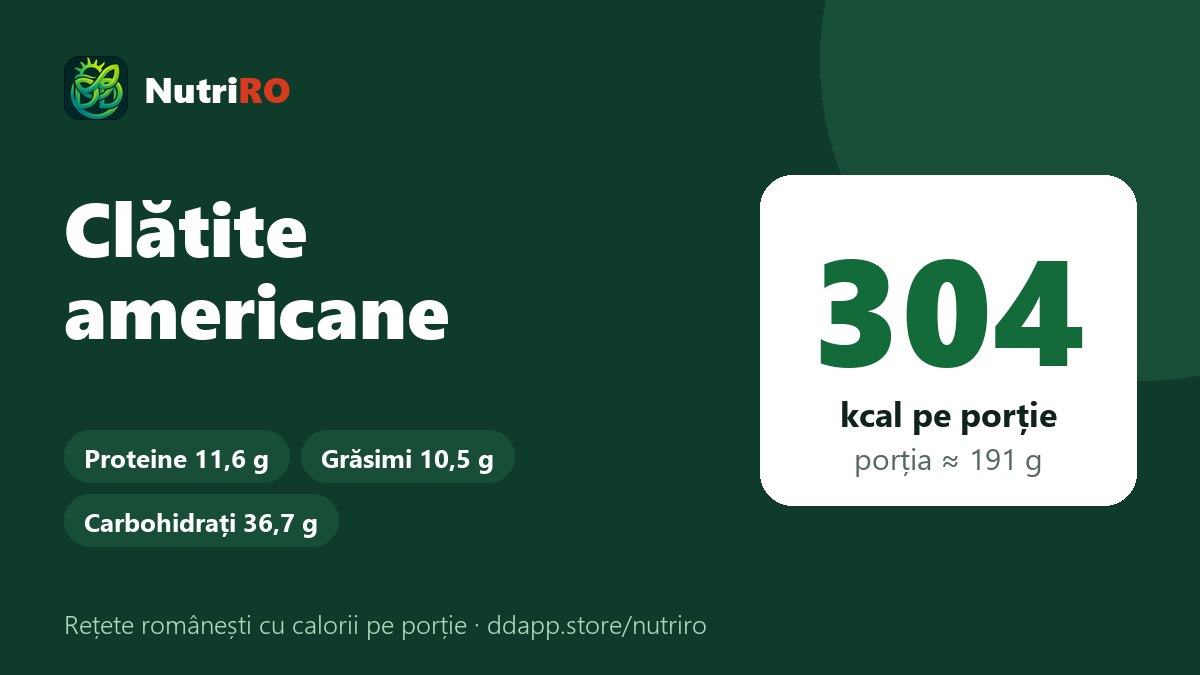 NutriRO
Clătite
americane
Proteine 11,6 g
Grăsimi 10,5 g
Carbohidrați 36,7 g
304
kcal pe porție
porția ≈ 191 g
Rețete românești cu calorii pe porție · ddapp.store/nutriro